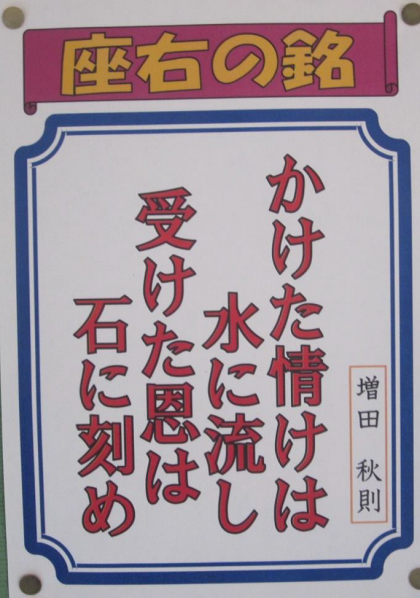 座右の銘
増田 秋則
かけた情けは
水に流し
受けた恩は
石に刻め